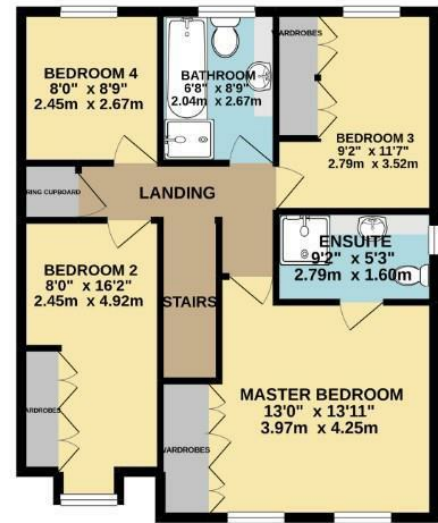 WARDROBES
BEDROOM 4
8'0" x 8'9"
2.45m x 2.67m
BATHROOM
6'8" x 8'9"
2.04m x 2.67m
BEDROOM 3
9'2" x 11'7"
2.79m x 3.52m
RING CUPBOARD
LANDING
ENSUITE
9'2" x 5'3"
2.79m x 1.60m
BEDROOM 2
8'0" x 16'2"
2.45m x 4.92m
STAIRS
MASTER BEDROOM
13'0" x 13'11"
3.97m x 4.25m
ARDROBES
WARDROBES